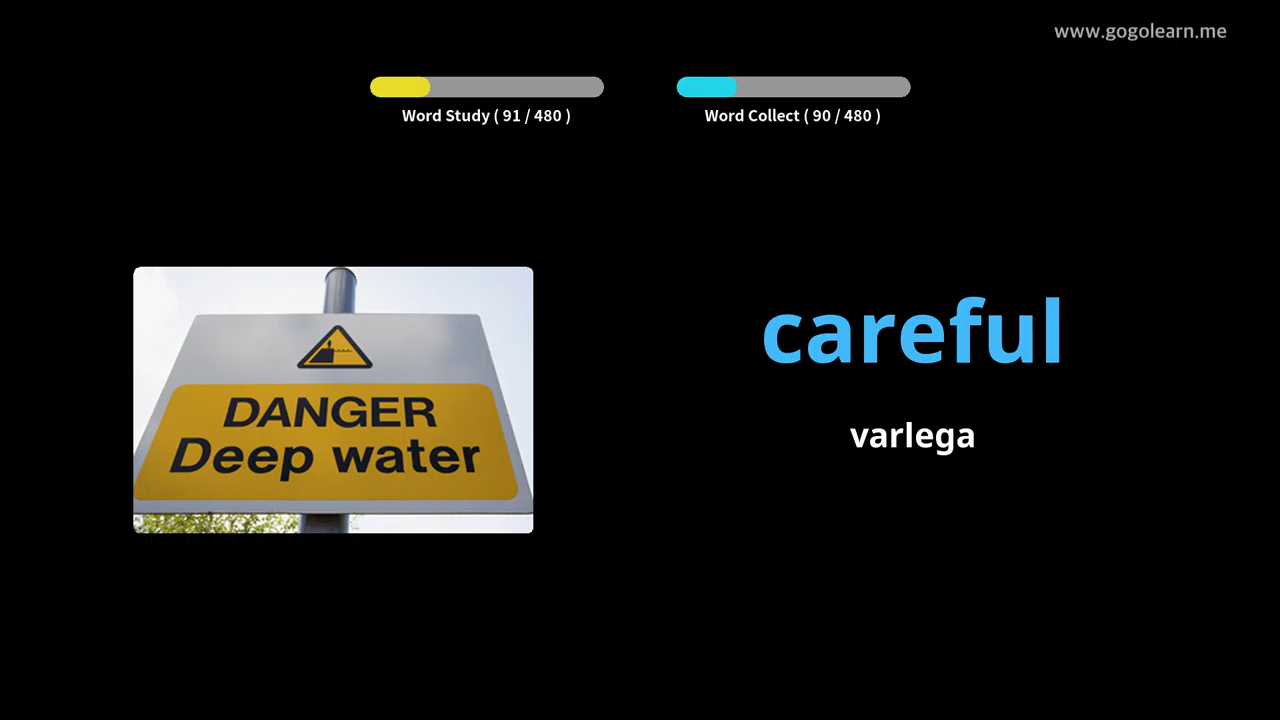 www.gogolearn.me
Word Study ( 91 / 480 )
Word Collect ( 90 / 480 )
DANGER
Deep water
careful
varlega